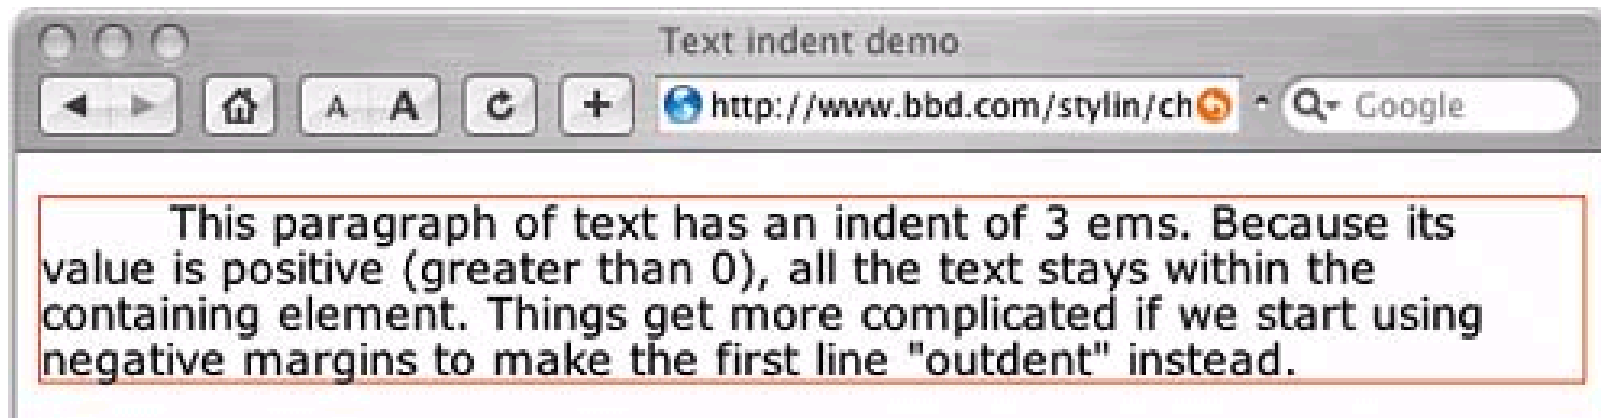 Text indent demo
A A http://www.bbd.com/stylin/ch Google
This paragraph of text has an indent of 3 ems. Because its
value is positive (greater than 0), all the text stays within the
containing element. Things get more complicated if we start using
negative margins to make the first line "outdent" instead.